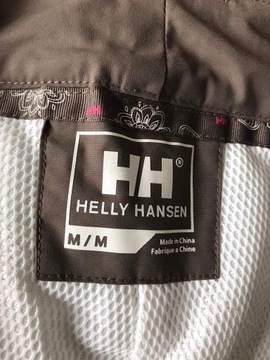 HH®
HELLY HANSEN
M/M
Made in China
Fabriqué a Chine